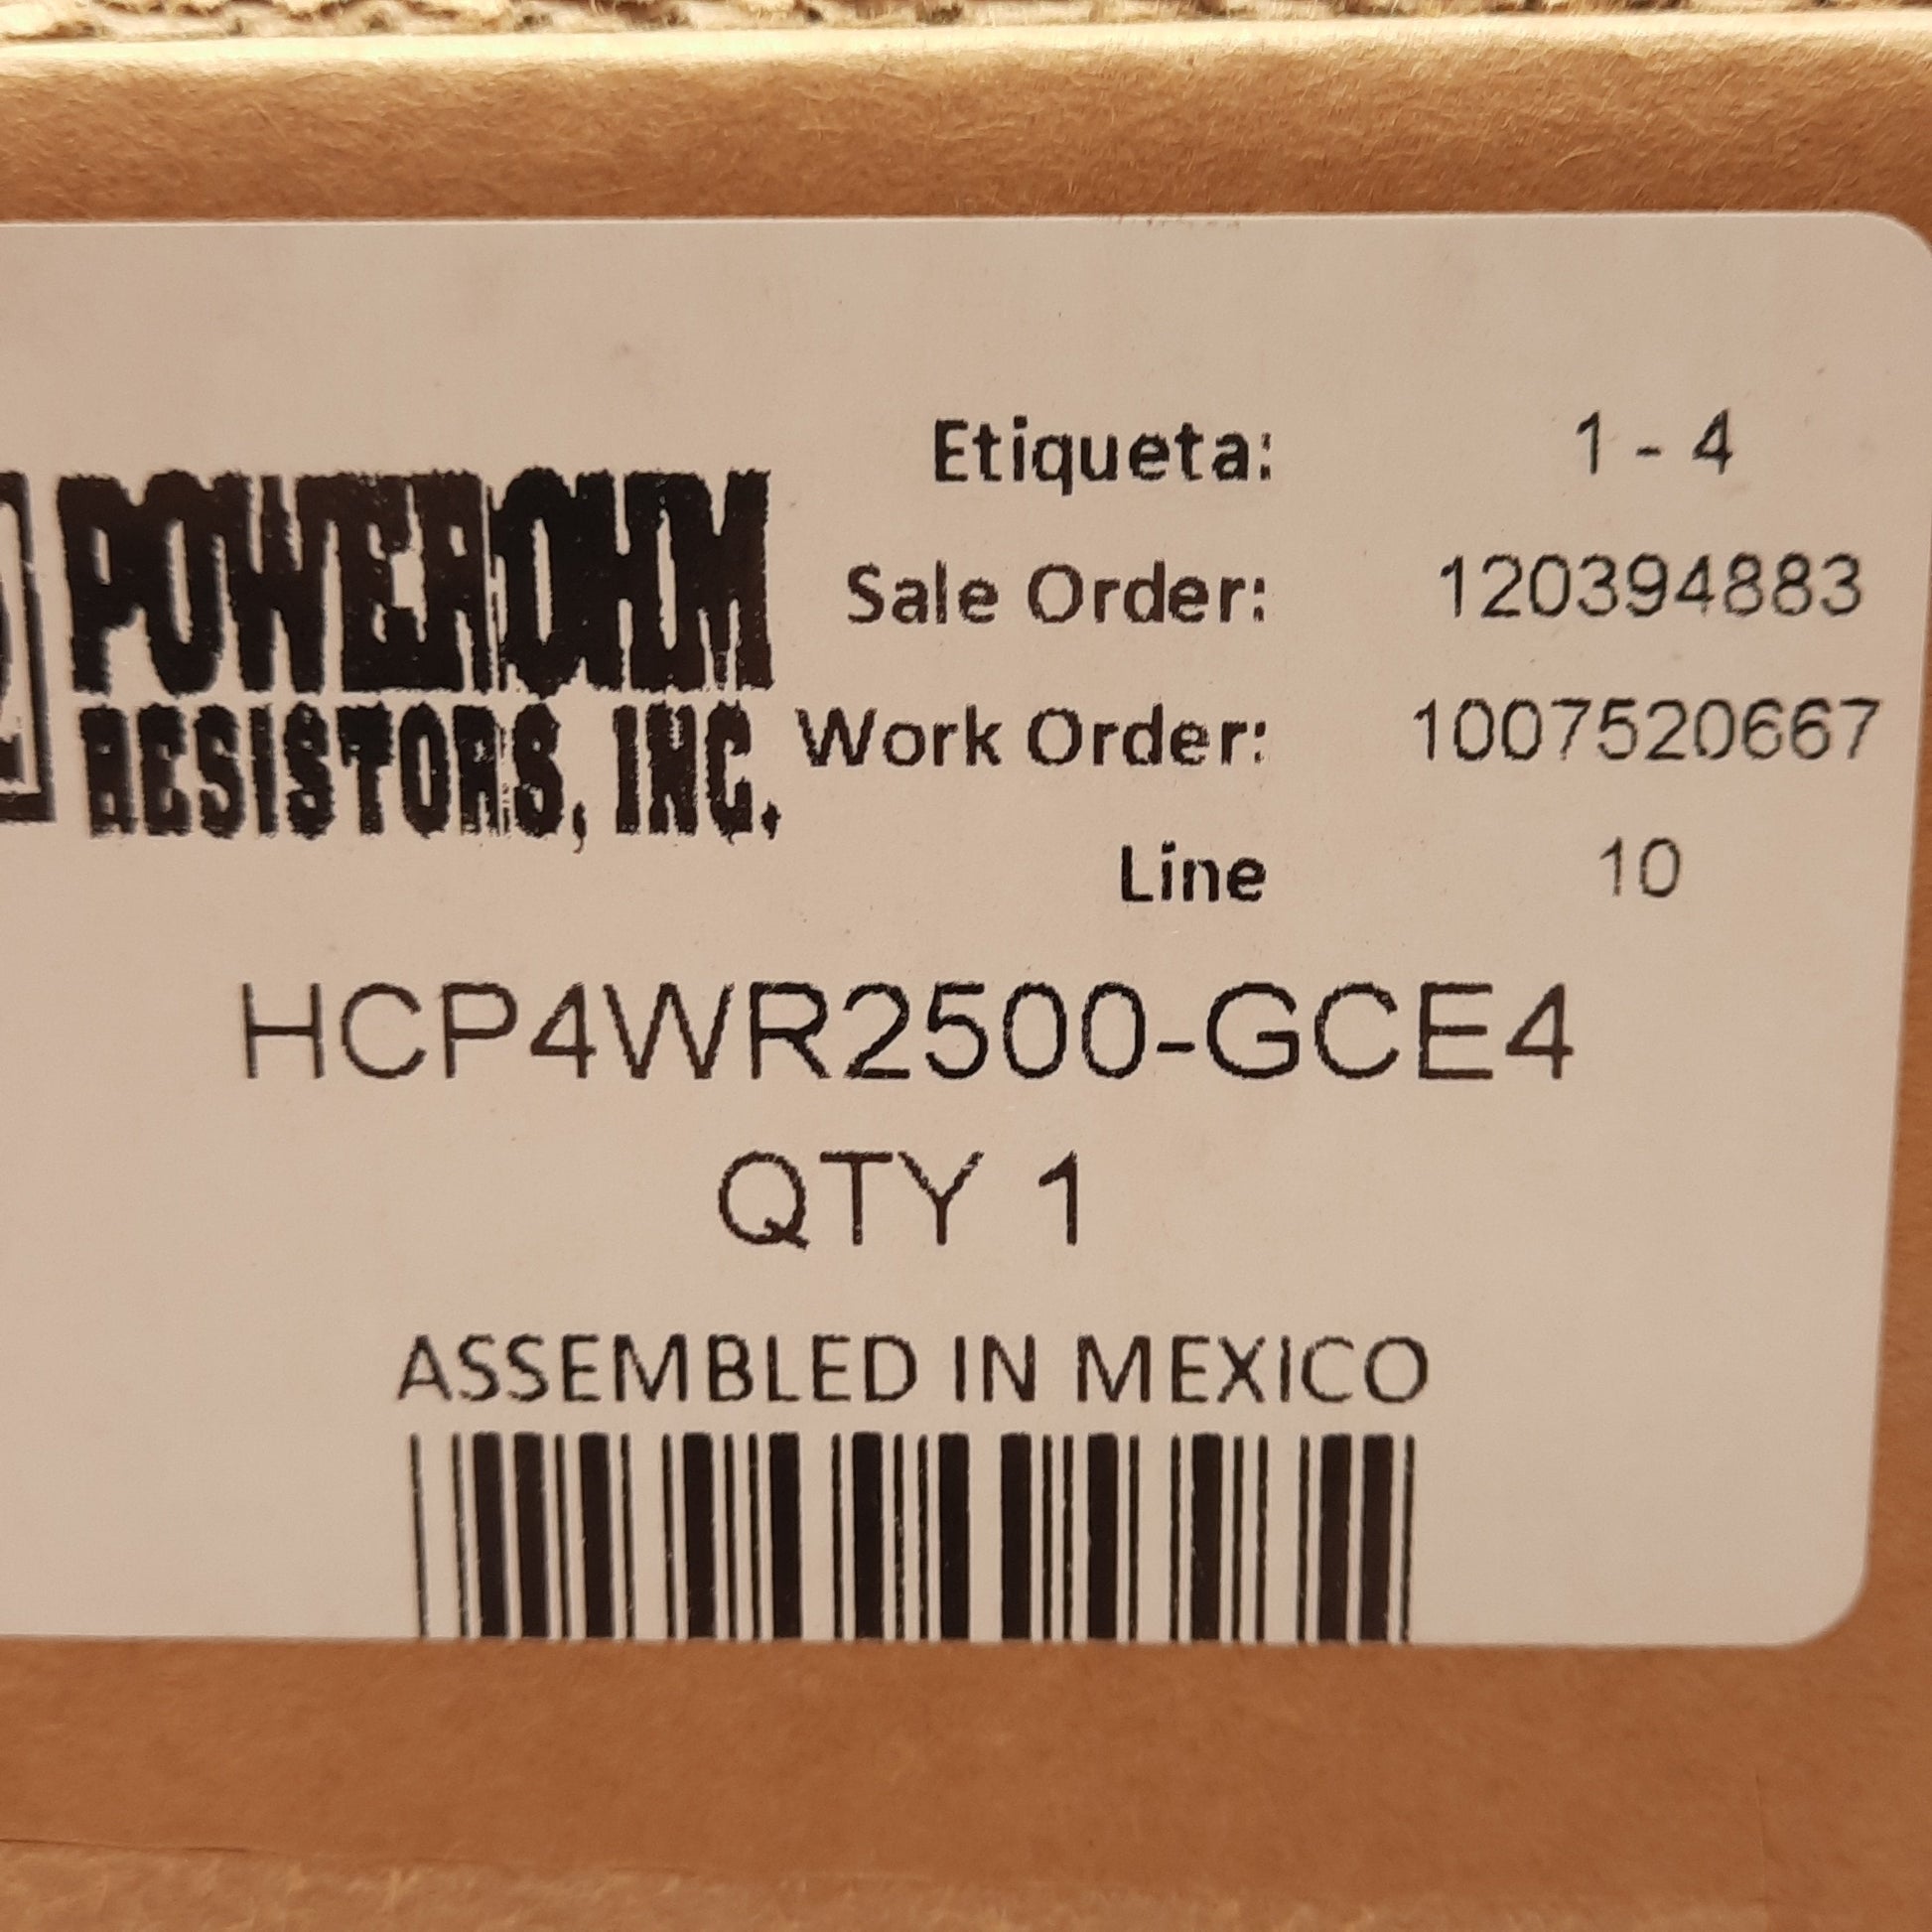 POWEROHM
RESISTORS, INC.
Etiqueta: 1 - 4
Sale Order: 120394883
Work Order: 1007520667
Line 10
HCP4WR2500-GCE4
QTY 1
ASSEMBLED IN MEXICO